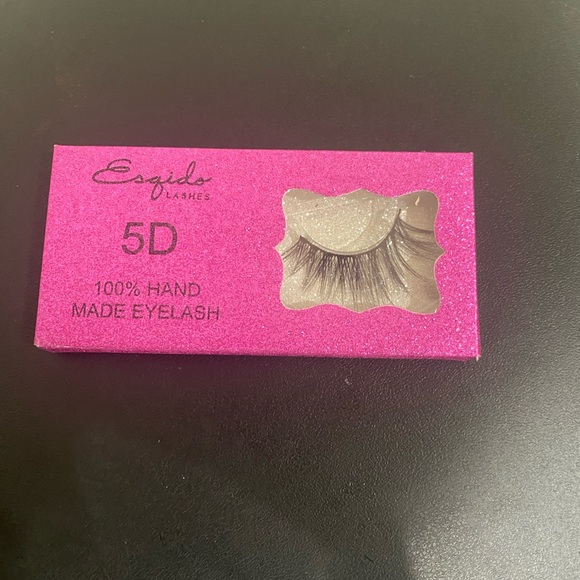 Esqido
LASHES
5D
100% HAND
MADE EYELASH